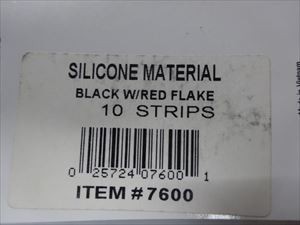 SILICONE MATERIAL
BLACK W/RED FLAKE
10 STRIPS
0 25724 07600 1
ITEM #7600